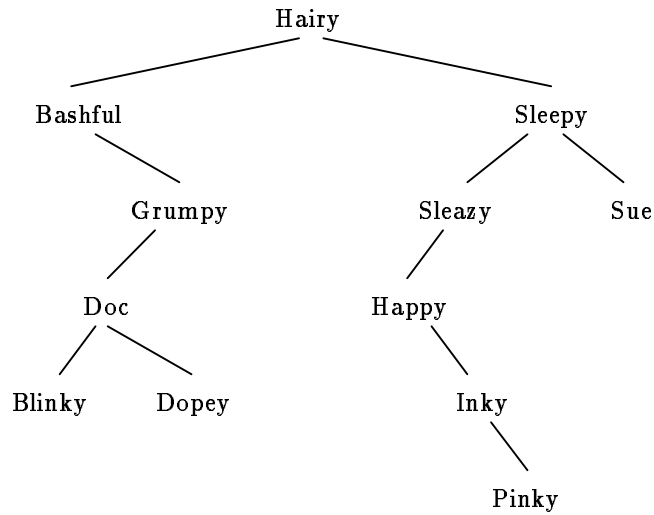 Hairy
Bashful Sleepy
Grumpy Sleazy Sue
Doc Happy
Blinky Dopey Inky
Pinky